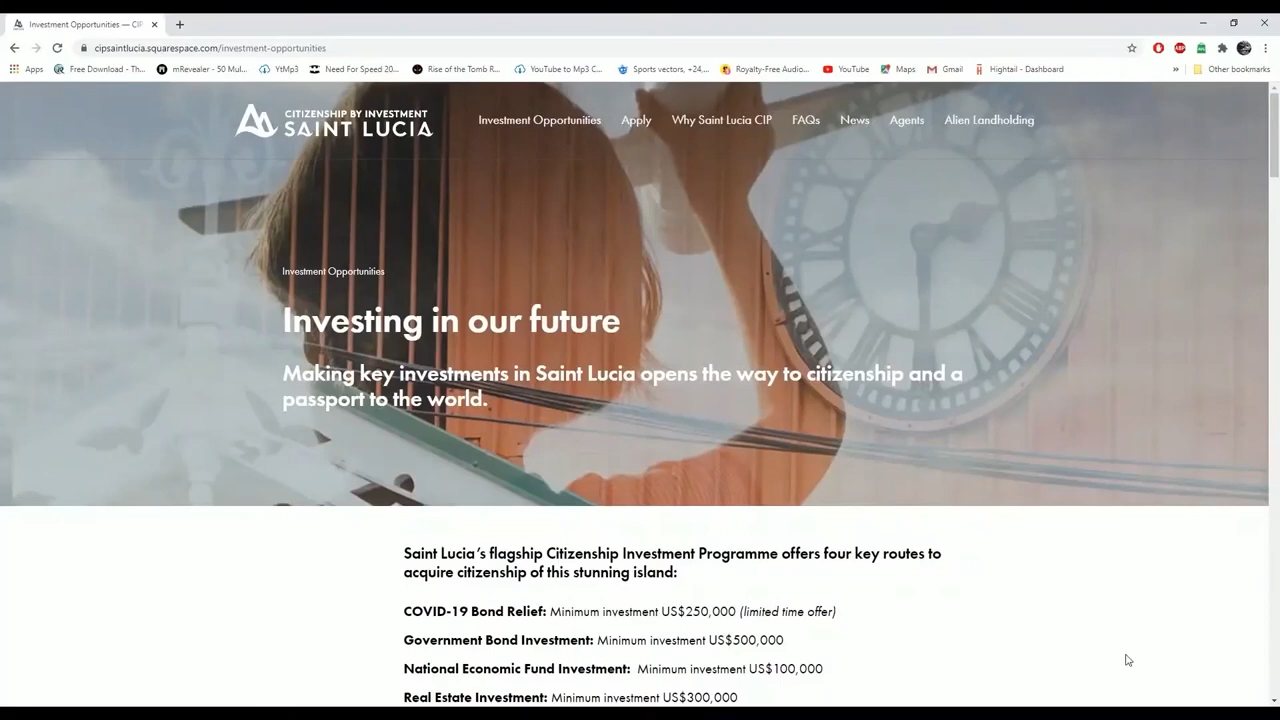 Investment Opportunities — CIP
cipsaintlucia.squarespace.com/investment-opportunities
Apps
Free Download - Th...
mRevealer - 50 Mul...
YtMp3
Need For Speed 20...
Rise of the Tomb R...
YouTube to Mp3 C...
Sports vectors, +24,...
Royalty-Free Audio...
YouTube
Maps
Gmail
Hightail - Dashboard
»
Other bookmarks
CITIZENSHIP BY INVESTMENT
SAINT LUCIA
Investment Opportunities
Apply
Why Saint Lucia CIP
FAQs
News
Agents
Alien Landholding
Investment Opportunities
Investing in our future
Making key investments in Saint Lucia opens the way to citizenship and a
passport to the world.
Saint Lucia's flagship Citizenship Investment Programme offers four key routes to
acquire citizenship of this stunning island:
COVID-19 Bond Relief: Minimum investment US$250,000 (limited time offer)
Government Bond Investment: Minimum investment US$500,000
National Economic Fund Investment: Minimum investment US$100,000
Real Estate Investment: Minimum investment US$300,000